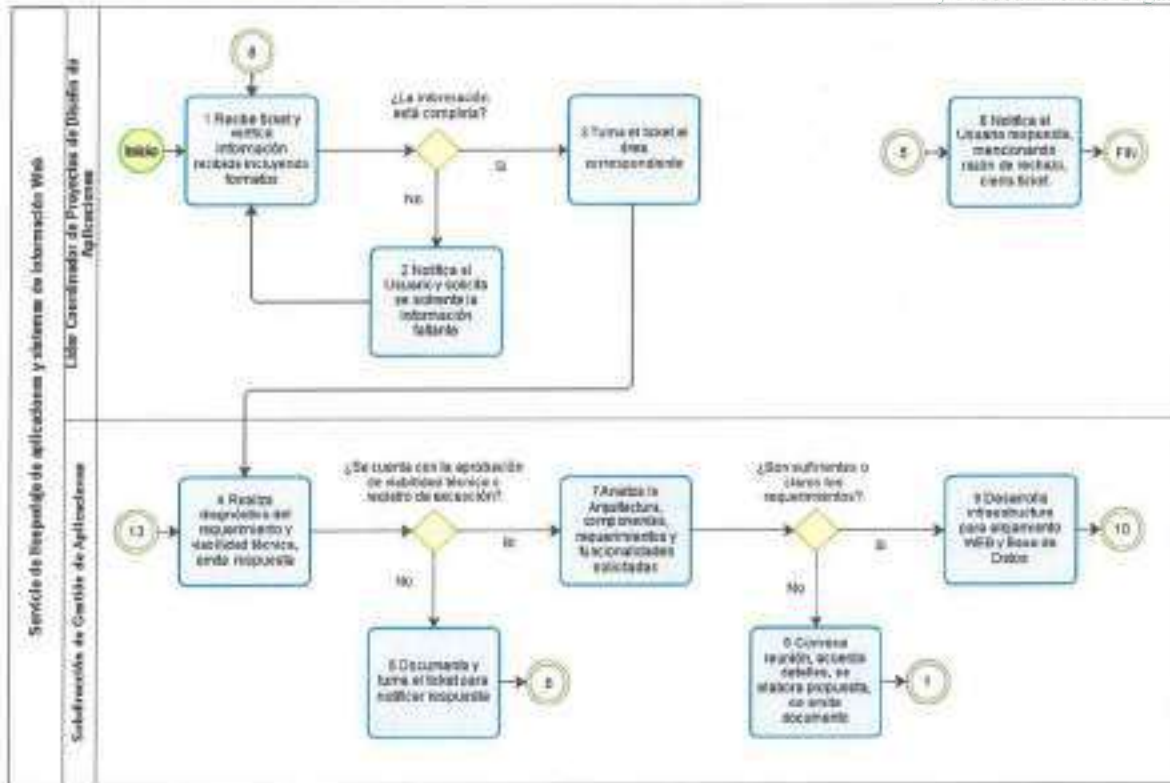 Servicio de Hospedaje de aplicaciones y sistemas de información Web
Líder Coordinador de Proyectos de Diseño de
Aplicaciones
8
Inicio
1 Recibe ticket y
verifica
información
recibida incluyendo
formatos
¿La información
está completa?
Si
No
2 Notifica al
Usuario y solicita
se solvente la
información
faltante
3 Turna el ticket al
área
correspondiente
5
6 Notifica al
Usuario respuesta,
mencionando
razón de rechazo,
cierra ticket.
FIN
Subdirección de Gestión de Aplicaciones
13
4 Realiza
diagnóstico del
requerimiento y
viabilidad técnica,
emite respuesta
¿Se cuenta con la aprobación
de viabilidad técnica o
registro de excepción?
No
5 Documenta y
turna el ticket para
notificar respuesta
7 Analiza la
Arquitectura,
componentes,
requerimientos y
funcionalidades
solicitadas
¿Son suficientes o
claros los
requerimientos?
Si
No
Convoca
reunión, acuerda
detalles, se
elabora propuesta,
se emite
documento
1
9 Desarrolla
infraestructura
para alojamiento
WEB y Base de
Datos
10